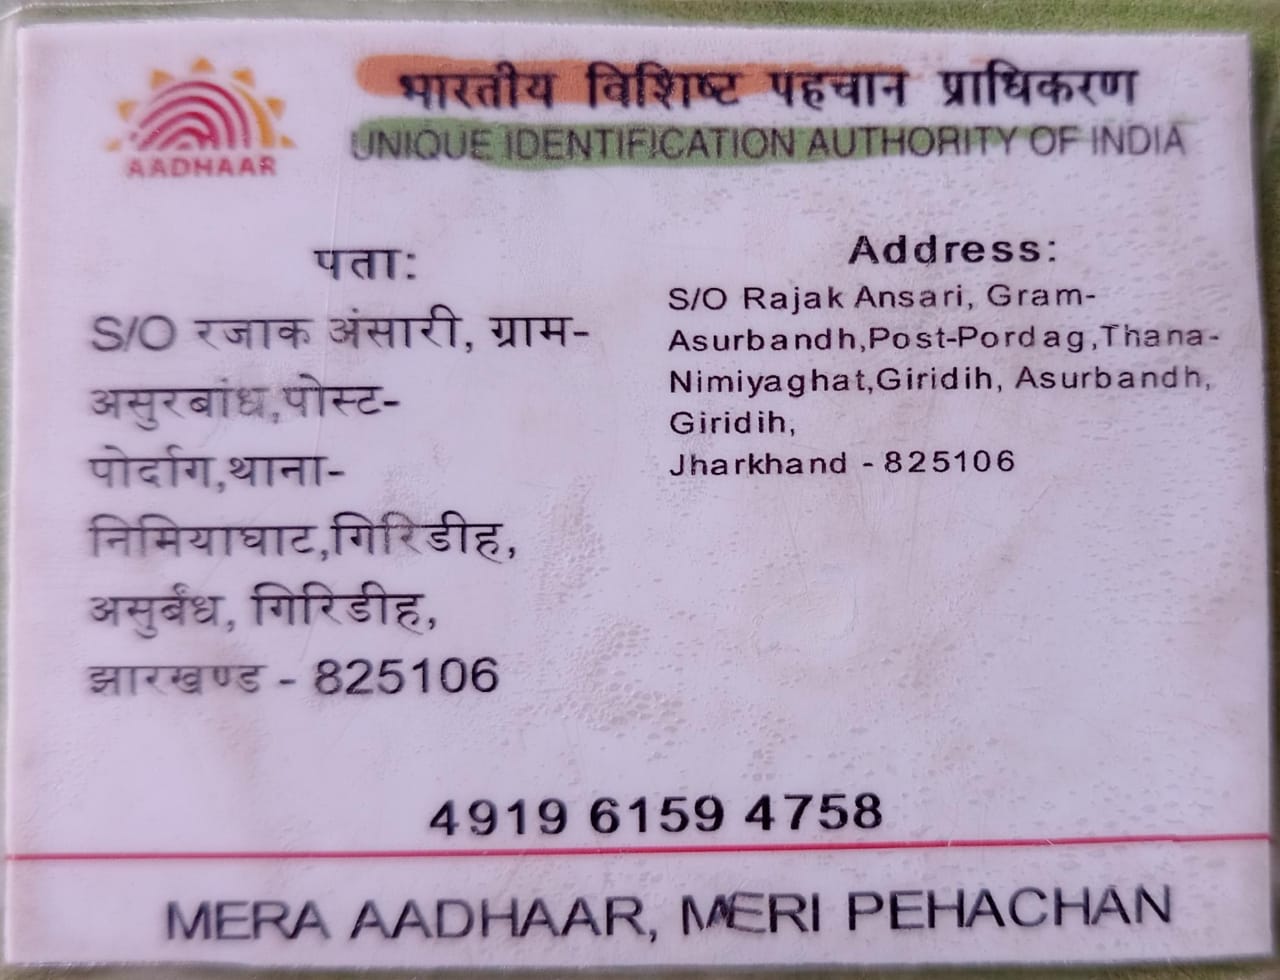 AADHAAR
भारतीय विशिष्ट पहचान प्राधिकरण
UNIQUE IDENTIFICATION AUTHORITY OF INDIA
पता:
S/O रजाक अंसारी, ग्राम-
असुरबांध,पोस्ट-
पोर्दाग,थाना-
निमियाघाट,गिरिडीह,
असुर्बंध, गिरिडीह,
झारखण्ड - 825106
Address:
S/O Rajak Ansari, Gram-
Asurbandh,Post-Pordag,Thana-
Nimiyaghat,Giridih, Asurbandh,
Giridih,
Jharkhand - 825106
4919 6159 4758
MERA AADHAAR, MERI PEHACHAN